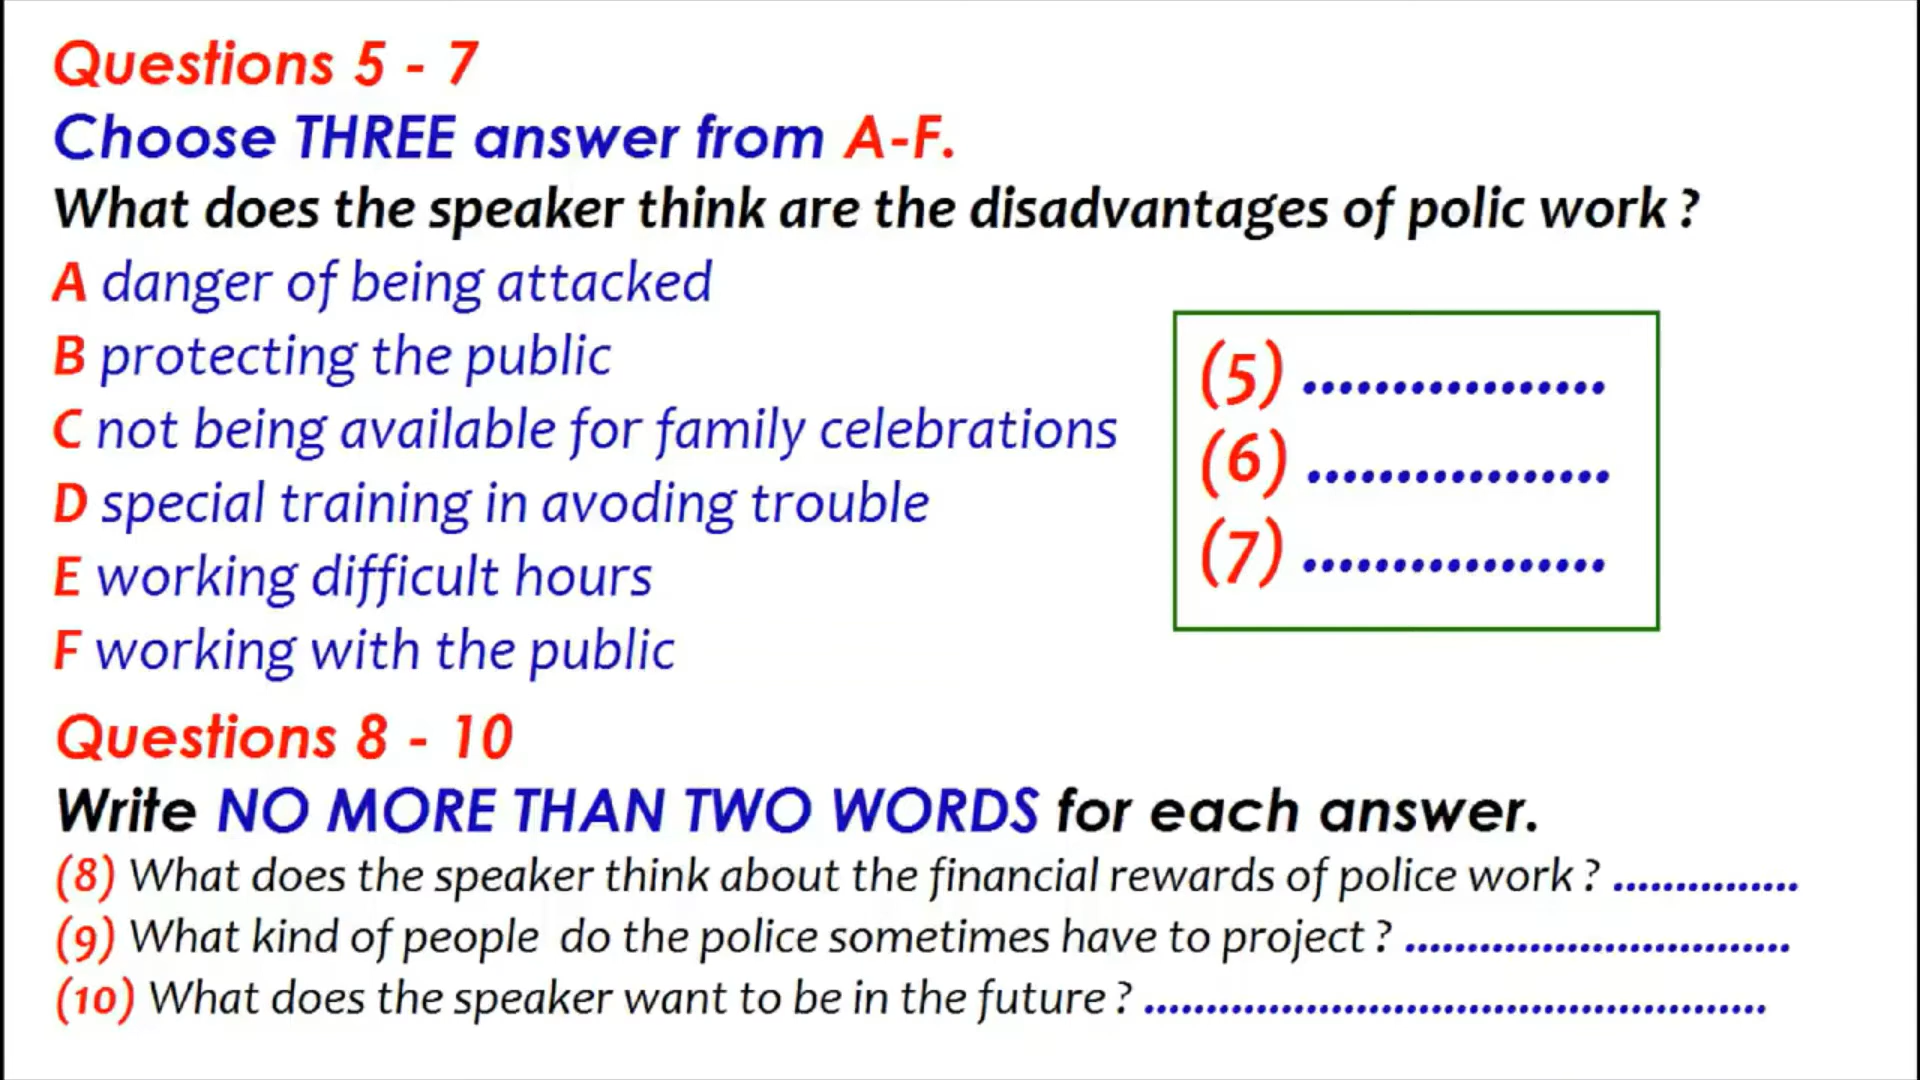 Questions 5 - 7
Choose THREE answer from A-F.
What does the speaker think are the disadvantages of polic work ?
A danger of being attacked
B protecting the public
C not being available for family celebrations
D special training in avoding trouble
E working difficult hours
F working with the public
(5) .................
(6) .................
(7) .................
Questions 8 - 10
Write NO MORE THAN TWO WORDS for each answer.
(8) What does the speaker think about the financial rewards of police work ? ...............
(9) What kind of people do the police sometimes have to project ? ...............................
(10) What does the speaker want to be in the future ? ..................................................